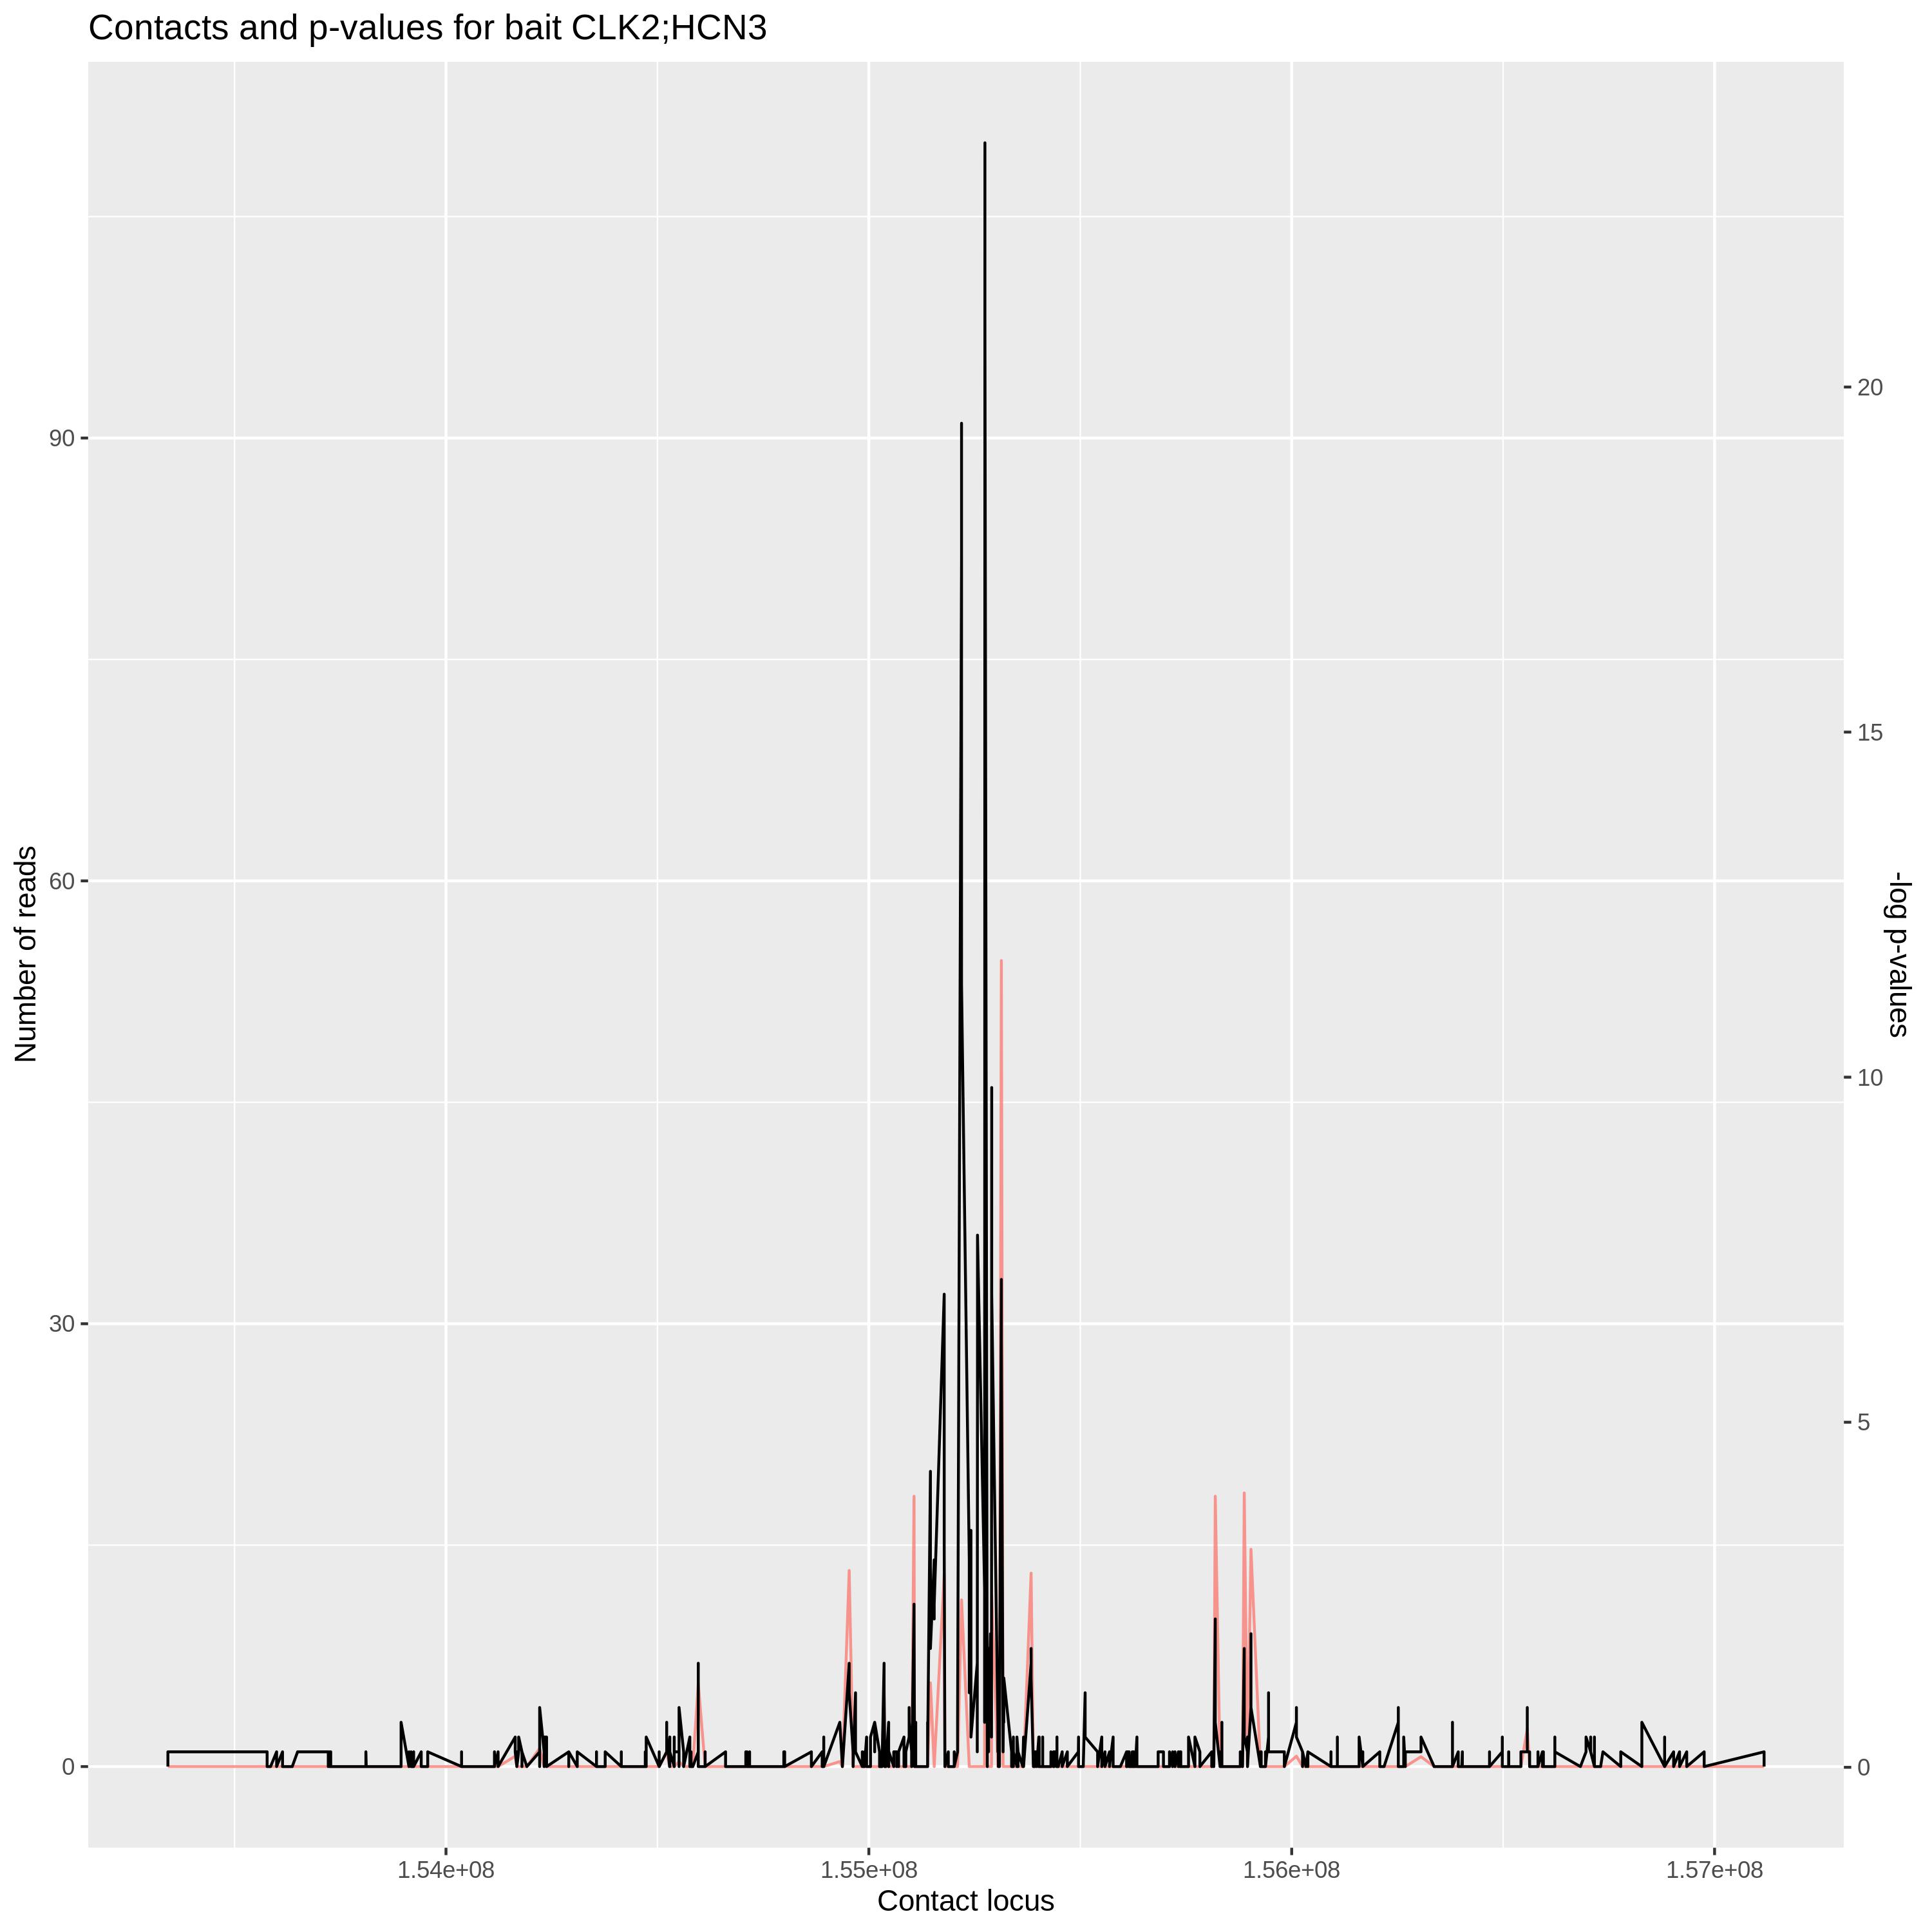 Contacts and p-values for bait CLK2;HCN3
Number of reads
90
60
30
0
-log p-values
20
15
10
5
0
1.54e+08
1.55e+08
1.56e+08
1.57e+08
Contact locus